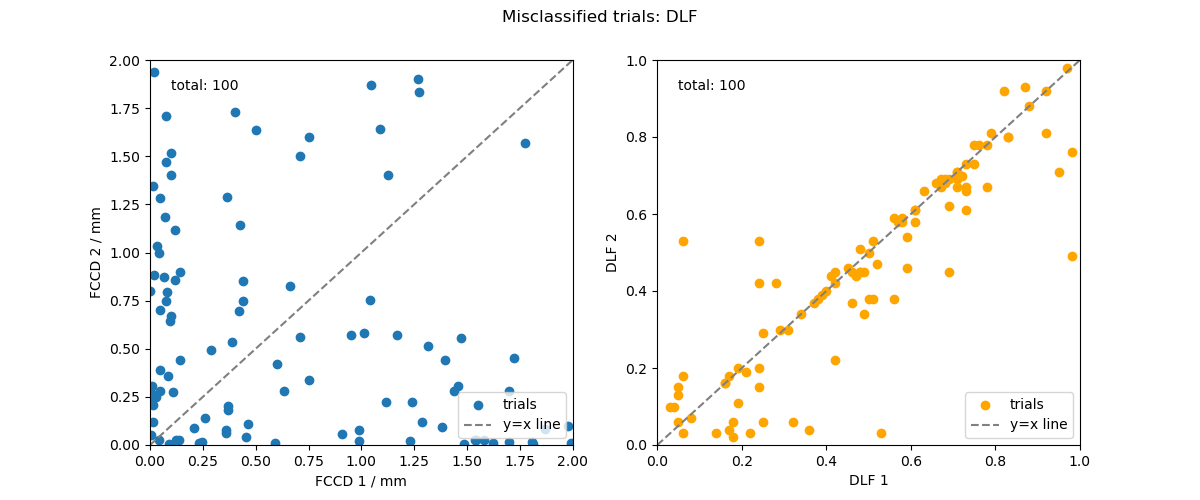 Misclassified trials: DLF
2.00
1.75
1.50
1.25
1.00
0.75
0.50
0.25
0.00
FCCD 2 / mm
total: 100
trials
y=x line
0.00 0.25 0.50 0.75 1.00 1.25 1.50 1.75 2.00
FCCD 1 / mm
1.0
0.8
0.6
0.4
0.2
0.0
DLF 2
total: 100
trials
y=x line
0.0 0.2 0.4 0.6 0.8 1.0
DLF 1